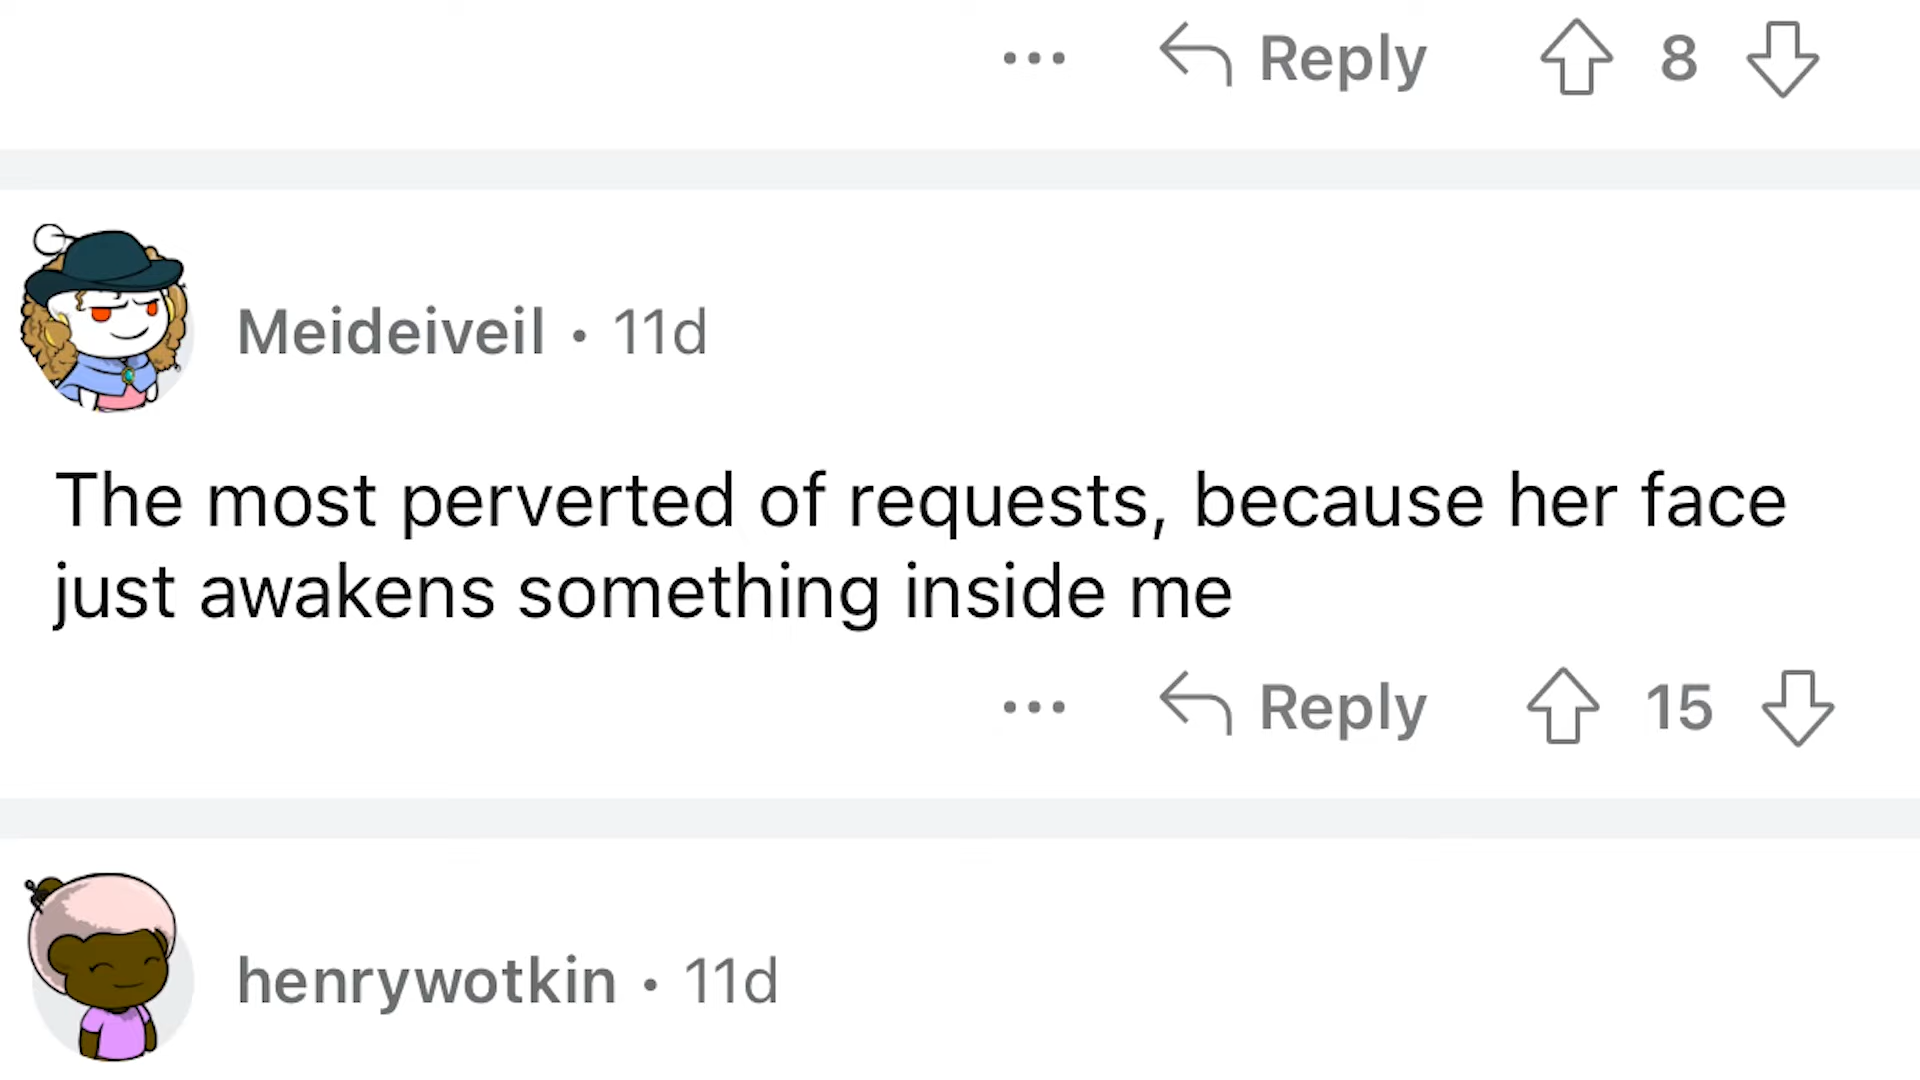 ... Reply 8
Meideiveil • 11d
The most perverted of requests, because her face
just awakens something inside me
... Reply 15
henrywotkin • 11d